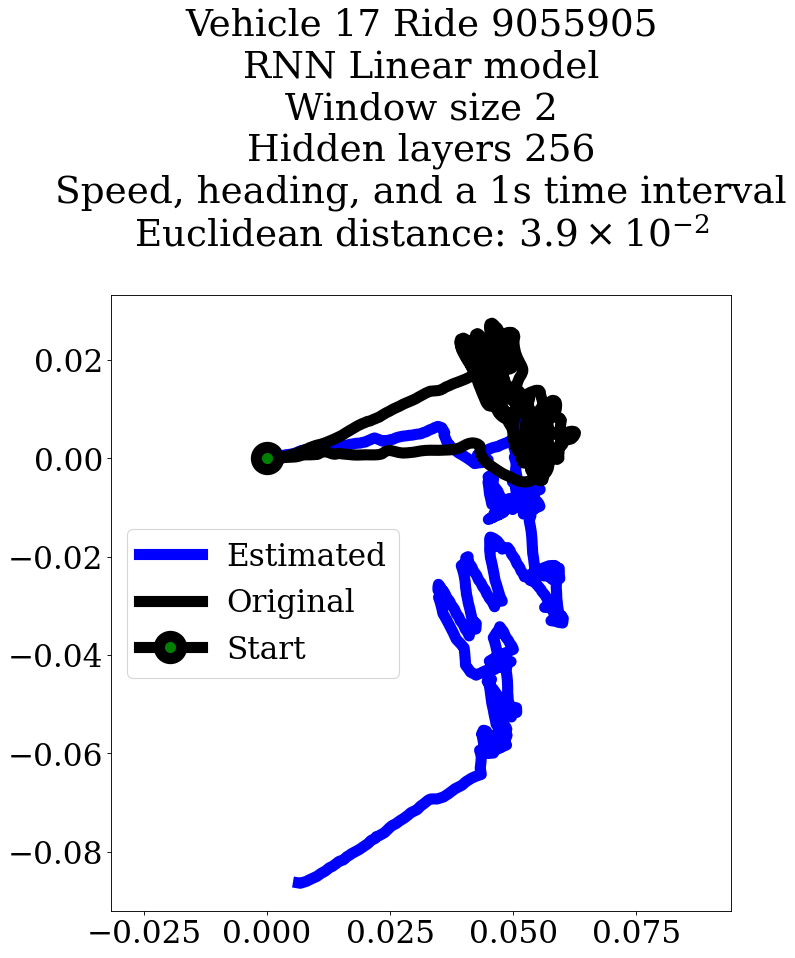 Vehicle 17 Ride 9055905
RNN Linear model
Window size 2
Hidden layers 256
Speed, heading, and a 1s time interval
Euclidean distance: 3.9 × 10⁻²
0.02
0.00
−0.02
−0.04
−0.06
−0.08
Estimated
Original
Start
−0.025 0.000 0.025 0.050 0.075